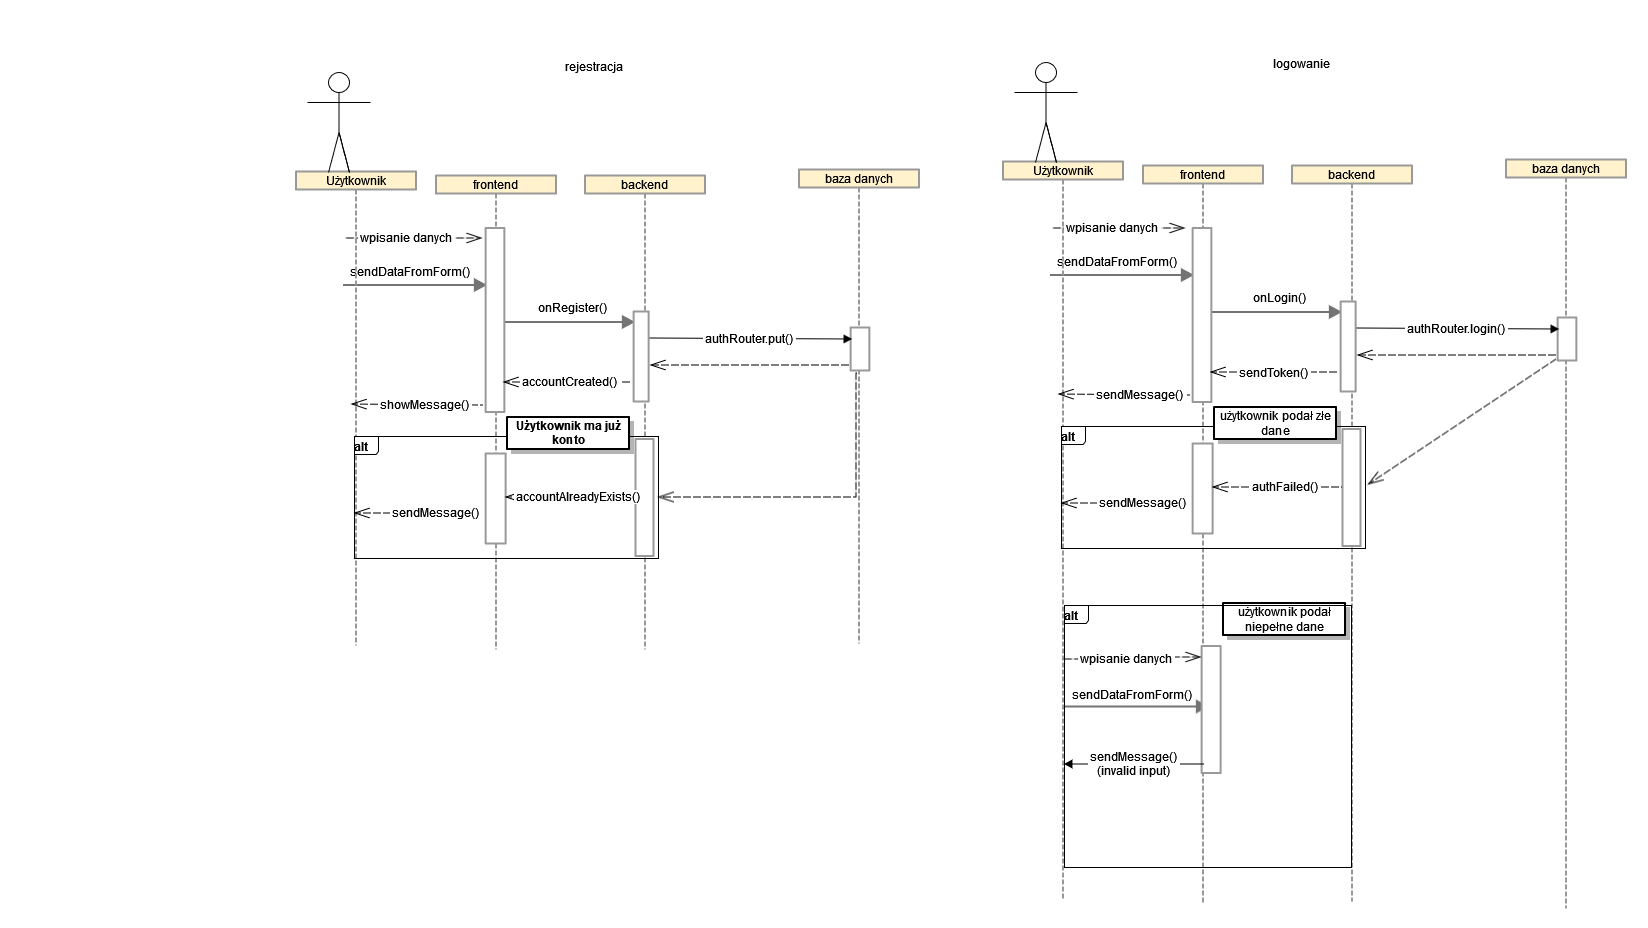 rejestracja
Użytkownik
frontend
backend
baza danych
wpisanie danych
sendDataFromForm()
onRegister()
authRouter.put()
accountCreated()
showMessage()
Użytkownik ma już
konto
alt
accountAlreadyExists()
sendMessage()
logowanie
Użytkownik
frontend
backend
baza danych
wpisanie danych
sendDataFromForm()
onLogin()
authRouter.login()
sendToken()
sendMessage()
użytkownik podał złe
dane
alt
authFailed()
sendMessage()
alt
użytkownik podał
niepełne dane
wpisanie danych
sendDataFromForm()
sendMessage()
(invalid input)